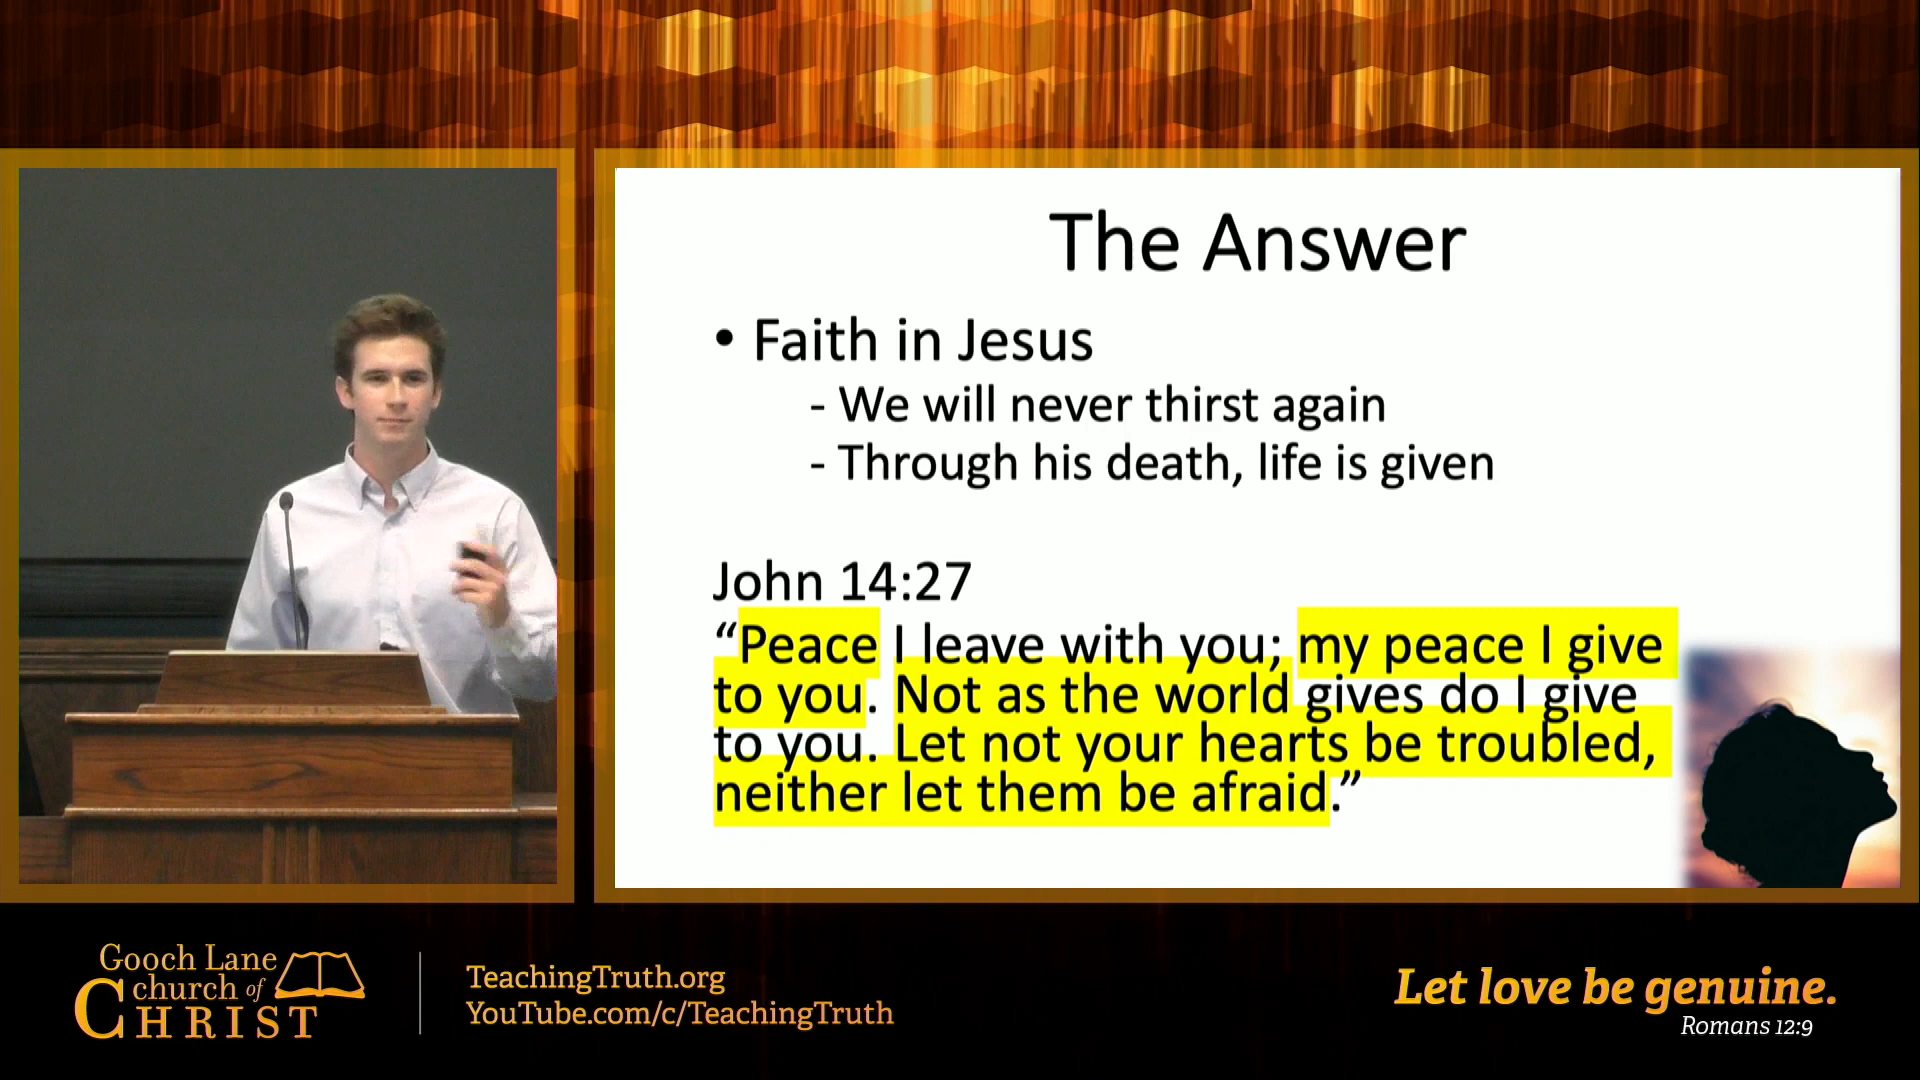 The Answer
• Faith in Jesus
- We will never thirst again
- Through his death, life is given
John 14:27
“Peace I leave with you; my peace I give
to you. Not as the world gives do I give
to you. Let not your hearts be troubled,
neither let them be afraid.”
Gooch Lane
church of
CHRIST
TeachingTruth.org
YouTube.com/c/TeachingTruth
Let love be genuine.
Romans 12:9